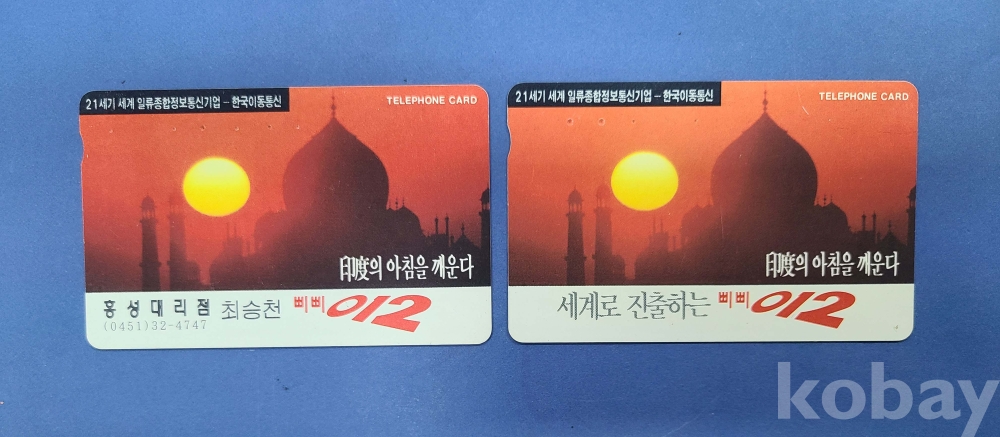 21세기 세계 일류종합정보통신기업 - 한국이동통신
TELEPHONE CARD
印度의 아침을 깨운다
홍성대리점 최승천 삐삐 012
(0451)32-4747
21세기 세계 일류종합정보통신기업 - 한국이동통신
TELEPHONE CARD
印度의 아침을 깨운다
세계로 진출하는 삐삐 012
kobay